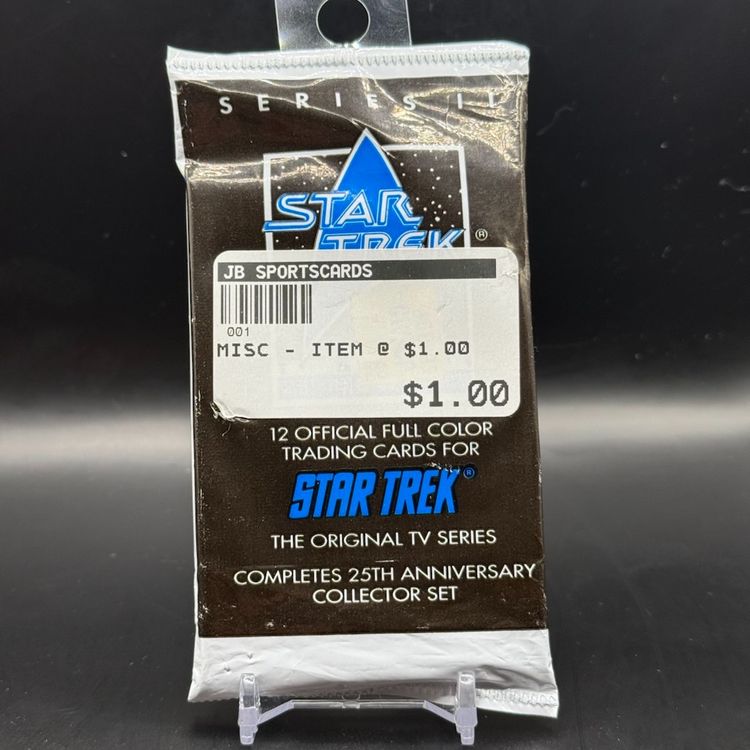 SERIES II
STAR
TREK ®
JB SPORTSCARDS
001
MISC - ITEM @ $1.00
$1.00
12 OFFICIAL FULL COLOR
TRADING CARDS FOR
STAR TREK®
THE ORIGINAL TV SERIES
COMPLETES 25TH ANNIVERSARY
COLLECTOR SET